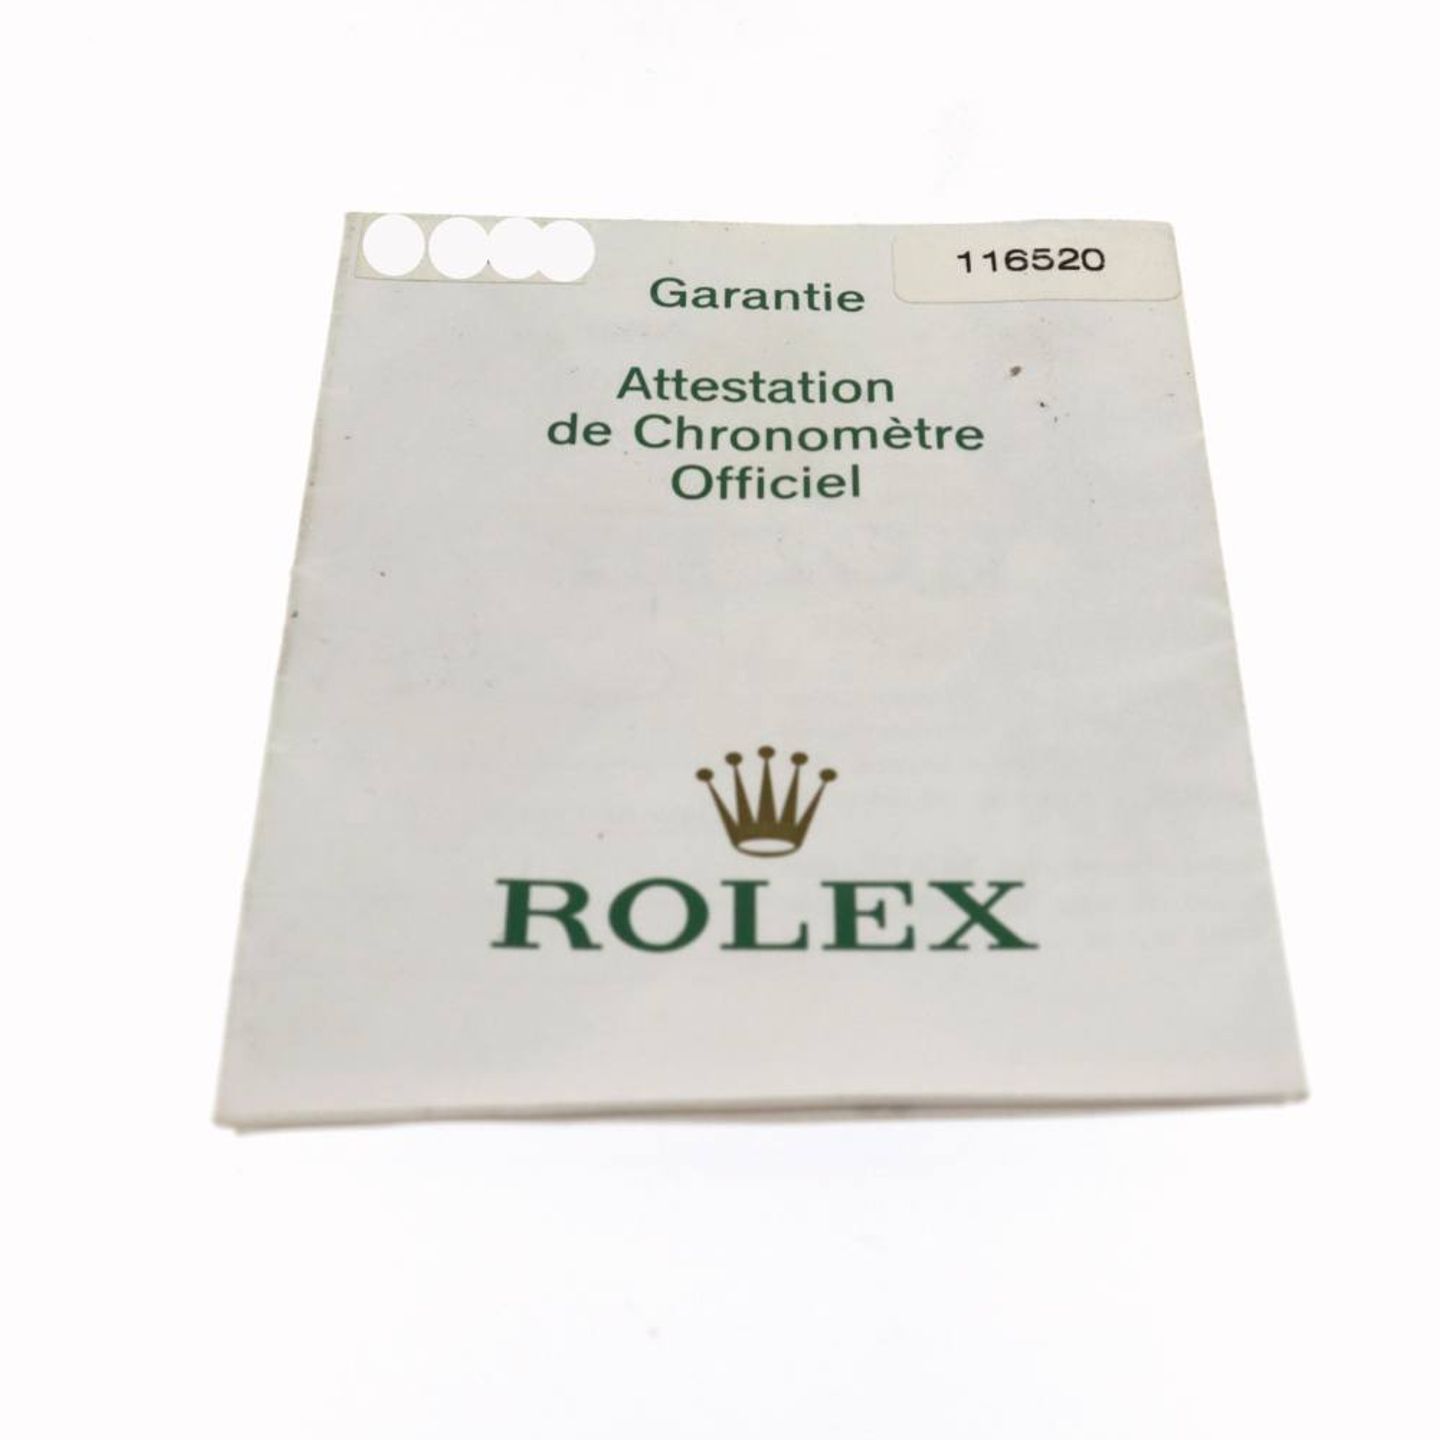 116520
Garantie
Attestation
de Chronomètre
Officiel
ROLEX